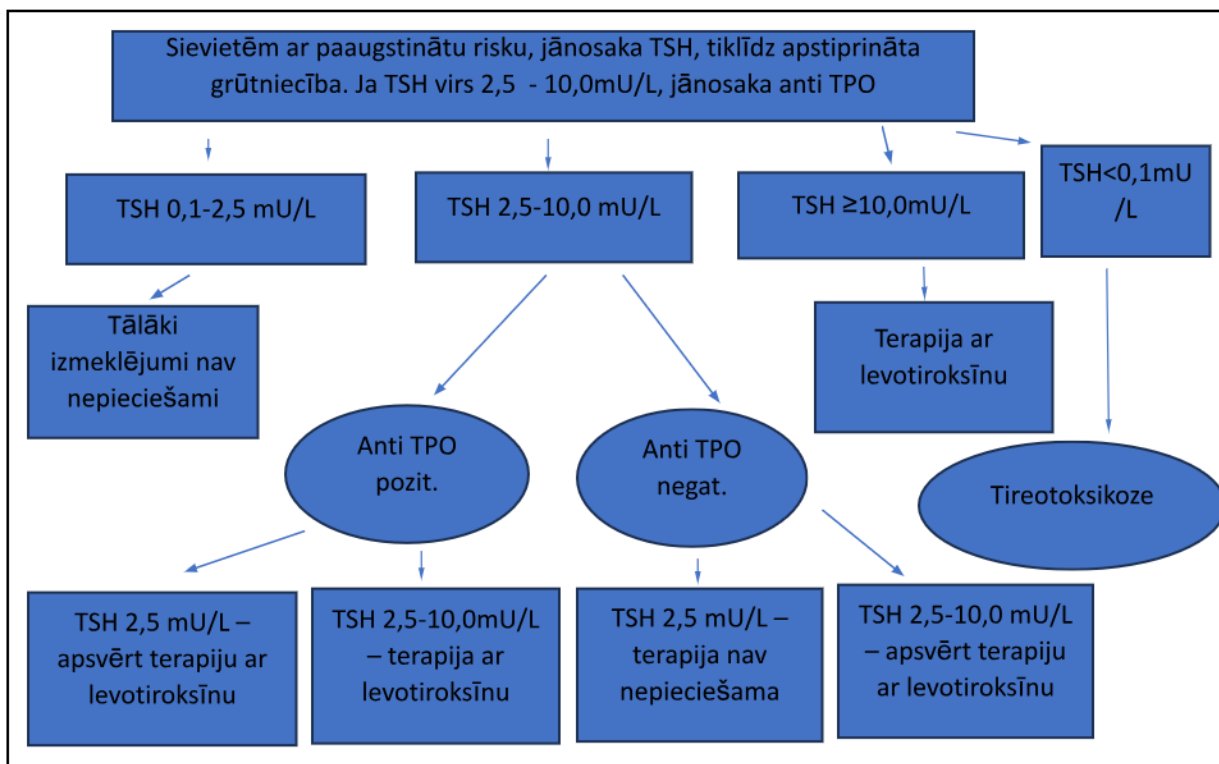 Sievietēm ar paaugstinātu risku, jānosaka TSH, tiklīdz apstiprināta
grūtniecība. Ja TSH virs 2,5  - 10,0mU/L, jānosaka anti TPO
TSH 0,1-2,5 mU/L
TSH 2,5-10,0 mU/L
TSH ≥10,0mU/L
TSH<0,1mU
/L
Tālāki
izmeklējumi nav
nepieciešami
Terapija ar
levotiroksīnu
Anti TPO
pozit.
Anti TPO
negat.
Tireotoksikoze
TSH 2,5 mU/L –
apsvērt terapiju ar
levotiroksīnu
TSH 2,5-10,0mU/L
– terapija ar
levotiroksīnu
TSH 2,5 mU/L –
terapija nav
nepieciešama
TSH 2,5-10,0 mU/L
– apsvērt terapiju
ar levotiroksīnu